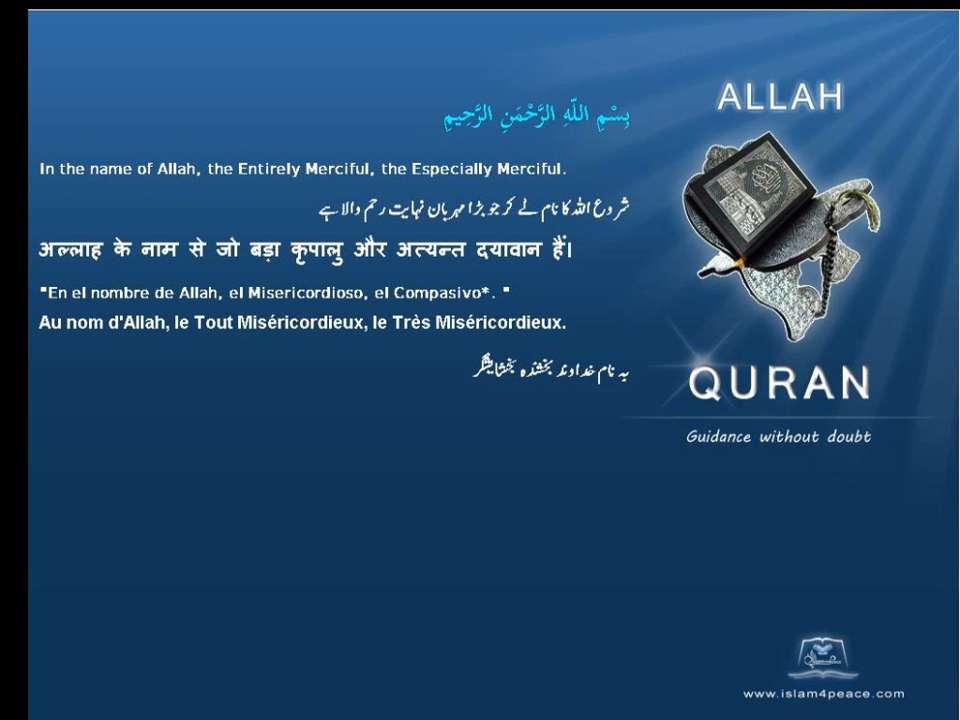 بِسْمِ اللّهِ الرَّحْمَنِ الرَّحِيمِ
In the name of Allah, the Entirely Merciful, the Especially Merciful.
شروع الله کا نام لے کر جو بڑا مہربان نہایت رحم والا ہے
अल्लाह के नाम से जो बड़ा कृपालु और अत्यन्त दयावान हैं।
"En el nombre de Allah, el Misericordioso, el Compasivo*. "
Au nom d'Allah, le Tout Miséricordieux, le Très Miséricordieux.
به نام خداوند بخشنده بخشایشگر
ALLAH
QURAN
Guidance without doubt
www.islam4peace.com